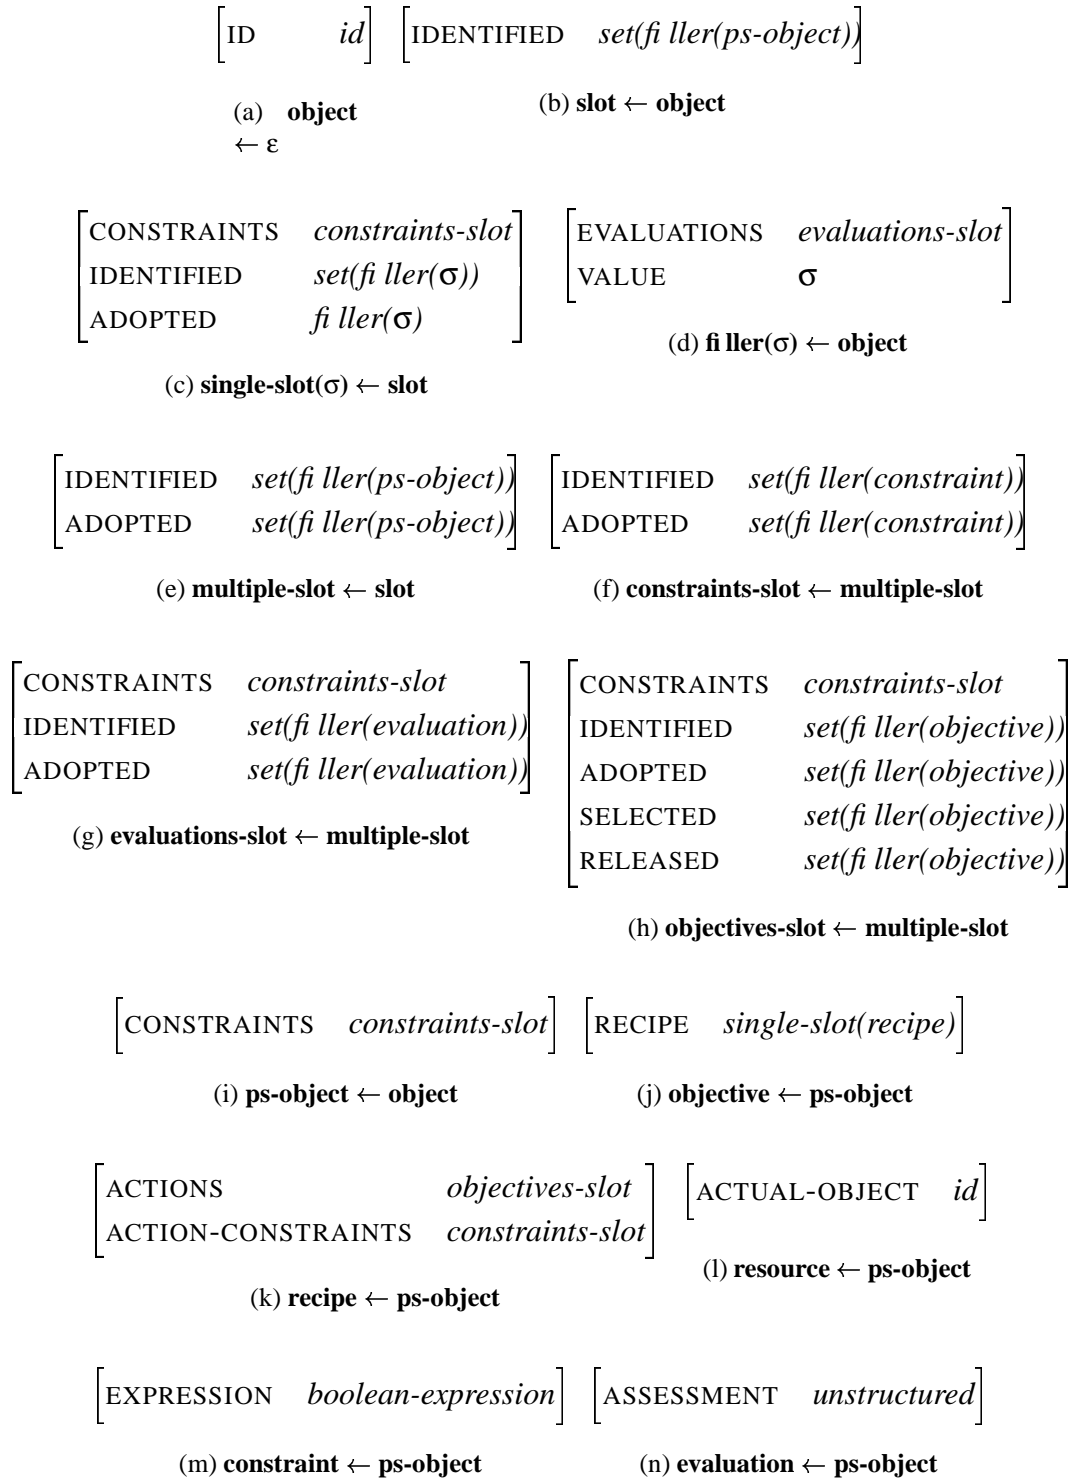 [ID id] [IDENTIFIED set(fi ller(ps-object))]
(a) object
← ε
(b) slot ← object
CONSTRAINTS constraints-slot
IDENTIFIED set(fi ller(σ))
ADOPTED fi ller(σ)
(c) single-slot(σ) ← slot
EVALUATIONS evaluations-slot
VALUE σ
(d) fi ller(σ) ← object
IDENTIFIED set(fi ller(ps-object))
ADOPTED set(fi ller(ps-object))
(e) multiple-slot ← slot
IDENTIFIED set(fi ller(constraint))
ADOPTED set(fi ller(constraint))
(f) constraints-slot ← multiple-slot
CONSTRAINTS constraints-slot
IDENTIFIED set(fi ller(evaluation))
ADOPTED set(fi ller(evaluation))
(g) evaluations-slot ← multiple-slot
CONSTRAINTS constraints-slot
IDENTIFIED set(fi ller(objective))
ADOPTED set(fi ller(objective))
SELECTED set(fi ller(objective))
RELEASED set(fi ller(objective))
(h) objectives-slot ← multiple-slot
[CONSTRAINTS constraints-slot] [RECIPE single-slot(recipe)]
(i) ps-object ← object
(j) objective ← ps-object
ACTIONS objectives-slot
ACTION-CONSTRAINTS constraints-slot
(k) recipe ← ps-object
[ACTUAL-OBJECT id]
(l) resource ← ps-object
[EXPRESSION boolean-expression] [ASSESSMENT unstructured]
(m) constraint ← ps-object
(n) evaluation ← ps-object